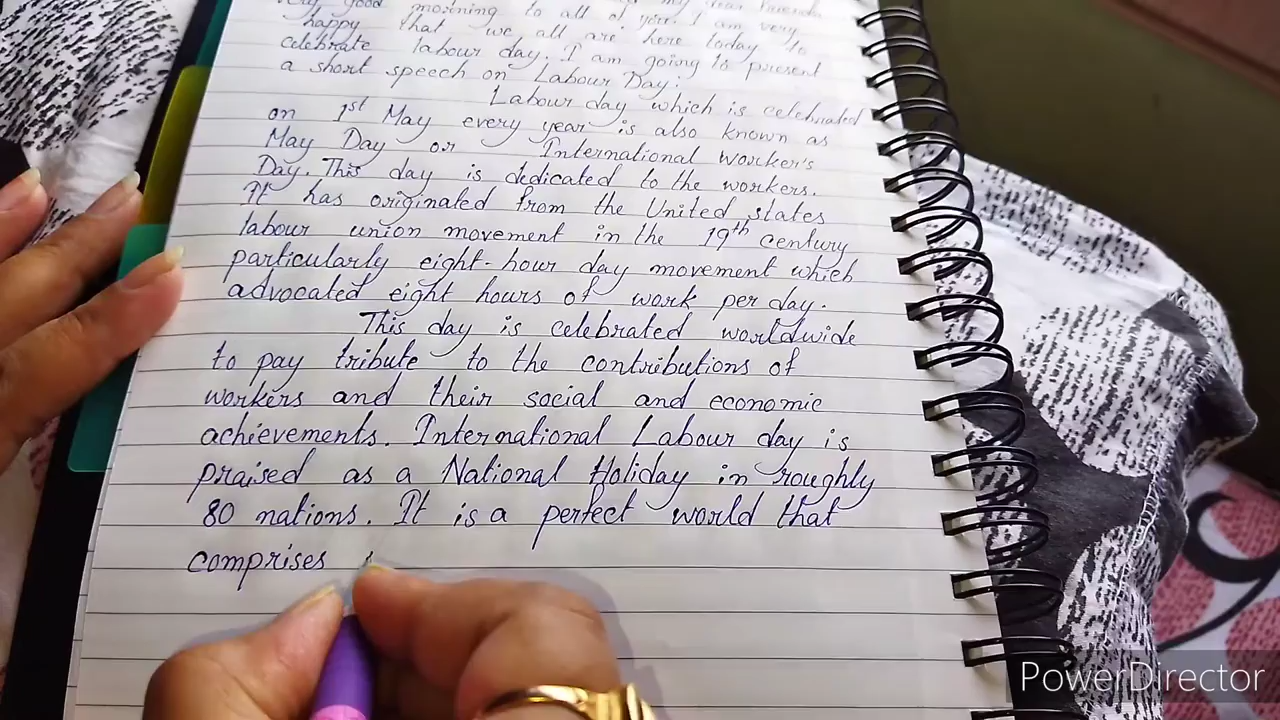 good morning to all of you. I am very
happy that we all are here today to
celebrate labour day. I am going to present
a short speech on Labour Day:
Labour day which is celebrated
on 1st May every year is also known as
May Day or International worker's
Day. This day is dedicated to the workers.
It has originated from the United states
labour union movement in the 19th century
particularly eight-hour day movement which
advocated eight hours of work per day.
This day is celebrated worldwide
to pay tribute to the contributions of
workers and their social and economic
achievements. International Labour day is
praised as a National Holiday in roughly
80 nations. It is a perfect world that
comprises
PowerDirector